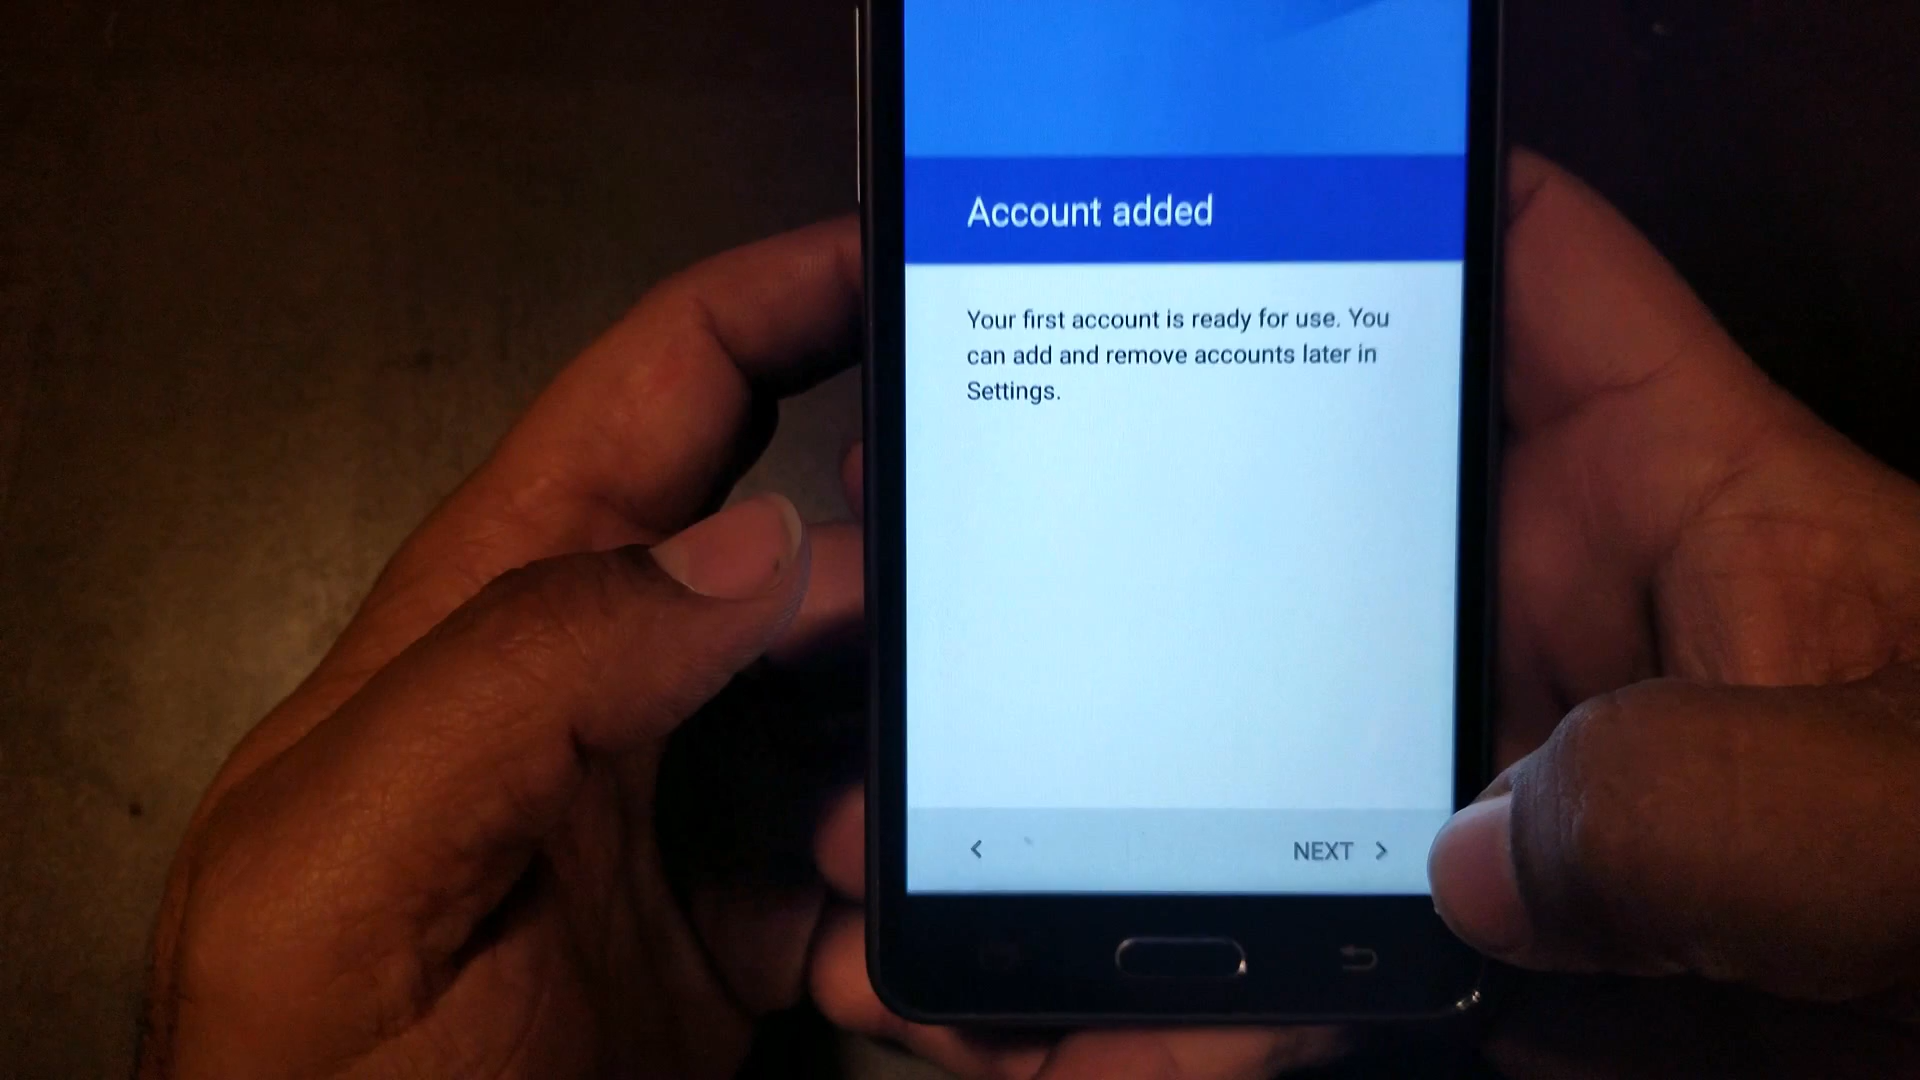 Account added
Your first account is ready for use. You
can add and remove accounts later in
Settings.
NEXT